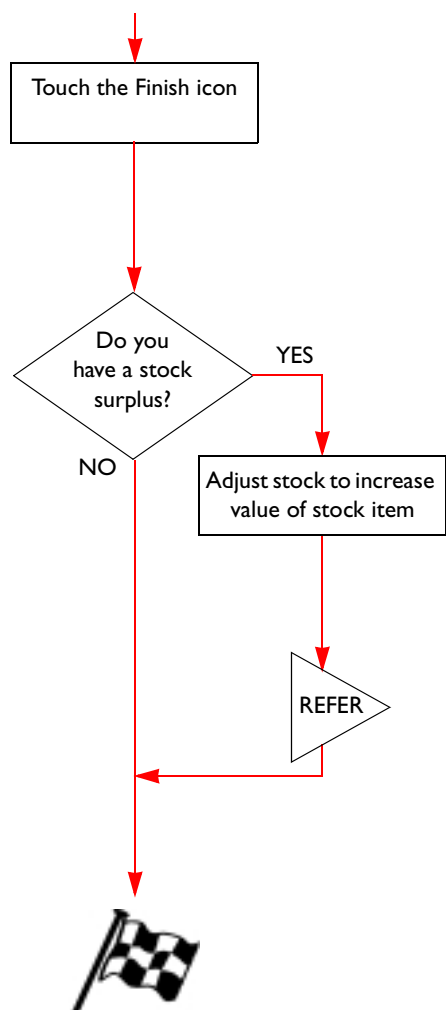 Touch the Finish icon
Do you
have a stock
surplus?
YES
NO
Adjust stock to increase
value of stock item
REFER